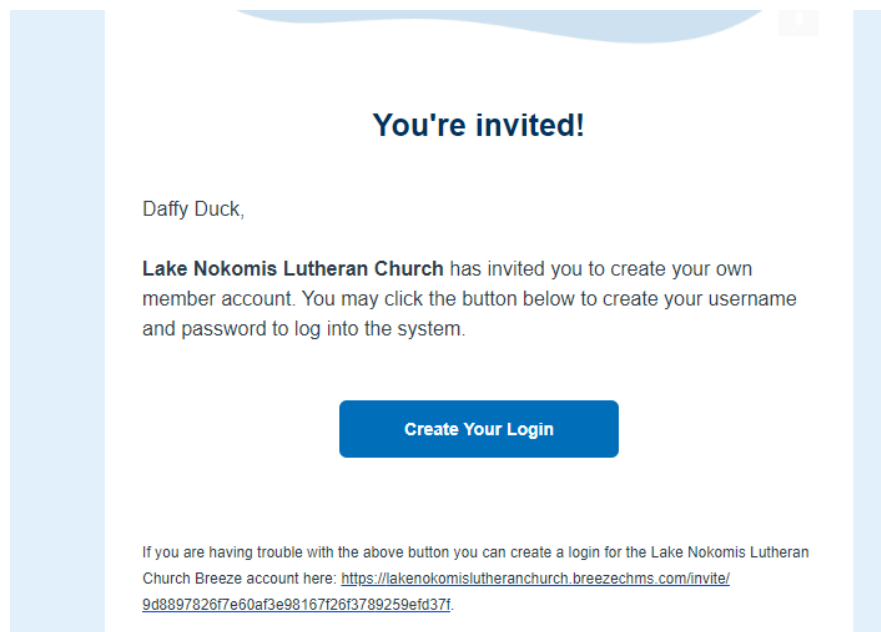 You're invited!
Daffy Duck,
Lake Nokomis Lutheran Church has invited you to create your own
member account. You may click the button below to create your username
and password to log into the system.
Create Your Login
If you are having trouble with the above button you can create a login for the Lake Nokomis Lutheran
Church Breeze account here: https://lakenokomislutheranchurch.breezechms.com/invite/
9d8897826f7e60af3e98167f26f3789259efd37f.